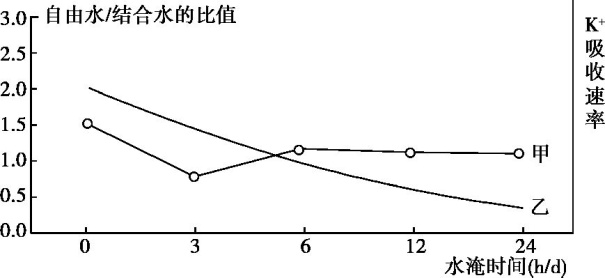 自由水/结合水的比值
3.0
2.5
2.0
1.5
1.0
0.5
0.0
0 3 6 12 24
水淹时间(h/d)
甲
乙
K⁺
吸
收
速
率